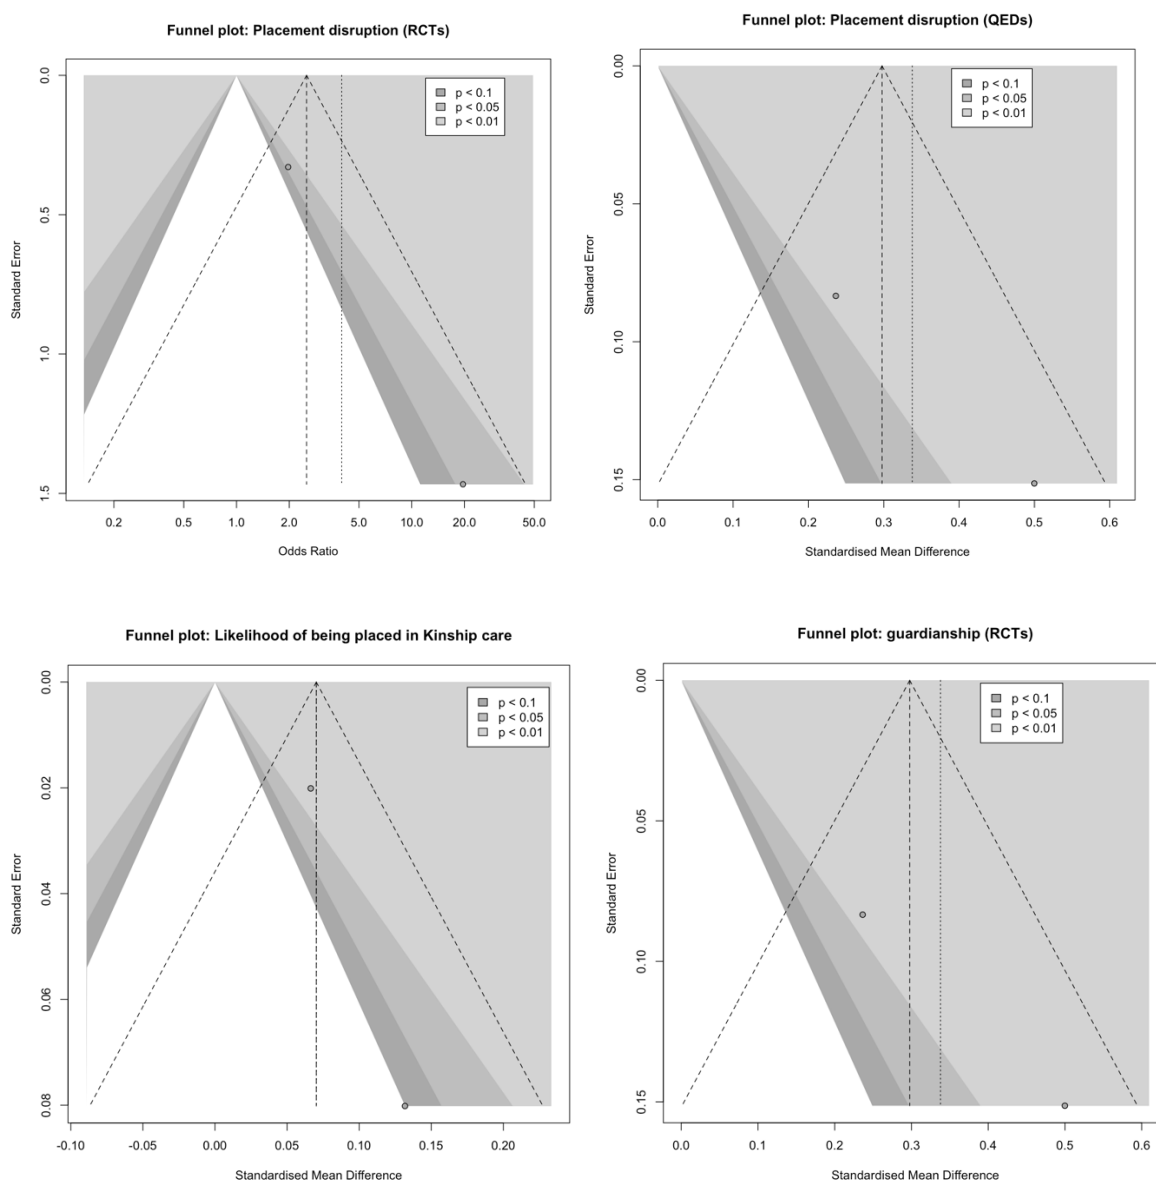 Funnel plot: Placement disruption (RCTs)
0.0
0.5
1.0
1.5
Standard Error
p < 0.1
p < 0.05
p < 0.01
0.2 0.5 1.0 2.0 5.0 10.0 20.0 50.0
Odds Ratio
Funnel plot: Placement disruption (QEDs)
0.00
0.05
0.10
0.15
Standard Error
p < 0.1
p < 0.05
p < 0.01
0.0 0.1 0.2 0.3 0.4 0.5 0.6
Standardised Mean Difference
Funnel plot: Likelihood of being placed in Kinship care
0.00
0.02
0.04
0.06
0.08
Standard Error
p < 0.1
p < 0.05
p < 0.01
-0.10 -0.05 0.00 0.05 0.10 0.15 0.20
Standardised Mean Difference
Funnel plot: guardianship (RCTs)
0.00
0.05
0.10
0.15
Standard Error
p < 0.1
p < 0.05
p < 0.01
0.0 0.1 0.2 0.3 0.4 0.5 0.6
Standardised Mean Difference